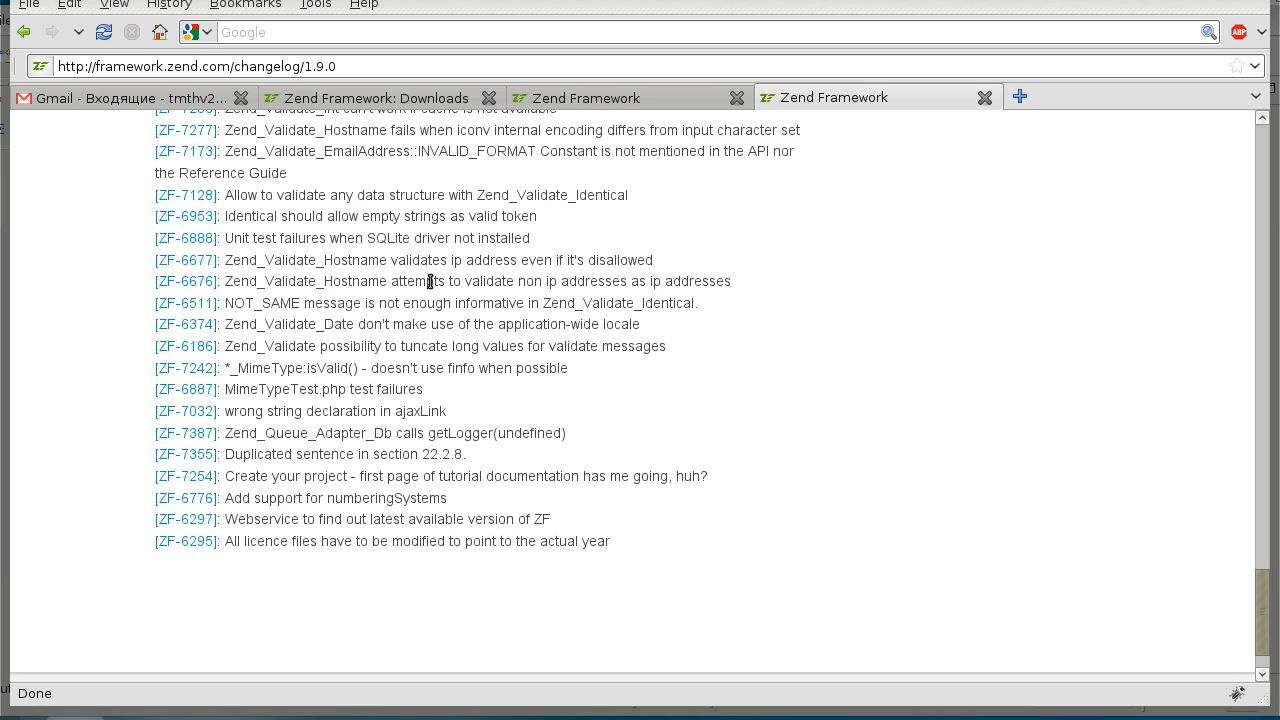 File Edit View History Bookmarks Tools Help
Google
ABP
http://framework.zend.com/changelog/1.9.0
Gmail - Входящие - tmthv2...
Zend Framework: Downloads
Zend Framework
Zend Framework
[ZF-7277]: Zend_Validate_Hostname fails when iconv internal encoding differs from input character set
[ZF-7173]: Zend_Validate_EmailAddress::INVALID_FORMAT Constant is not mentioned in the API nor
the Reference Guide
[ZF-7128]: Allow to validate any data structure with Zend_Validate_Identical
[ZF-6953]: Identical should allow empty strings as valid token
[ZF-6888]: Unit test failures when SQLite driver not installed
[ZF-6677]: Zend_Validate_Hostname validates ip address even if it's disallowed
[ZF-6676]: Zend_Validate_Hostname attempts to validate non ip addresses as ip addresses
[ZF-6511]: NOT_SAME message is not enough informative in Zend_Validate_Identical.
[ZF-6374]: Zend_Validate_Date don't make use of the application-wide locale
[ZF-6186]: Zend_Validate possibility to tuncate long values for validate messages
[ZF-7242]: *_MimeType:isValid() - doesn't use finfo when possible
[ZF-6887]: MimeTypeTest.php test failures
[ZF-7032]: wrong string declaration in ajaxLink
[ZF-7387]: Zend_Queue_Adapter_Db calls getLogger(undefined)
[ZF-7355]: Duplicated sentence in section 22.2.8.
[ZF-7254]: Create your project - first page of tutorial documentation has me going, huh?
[ZF-6776]: Add support for numberingSystems
[ZF-6297]: Webservice to find out latest available version of ZF
[ZF-6295]: All licence files have to be modified to point to the actual year
Done